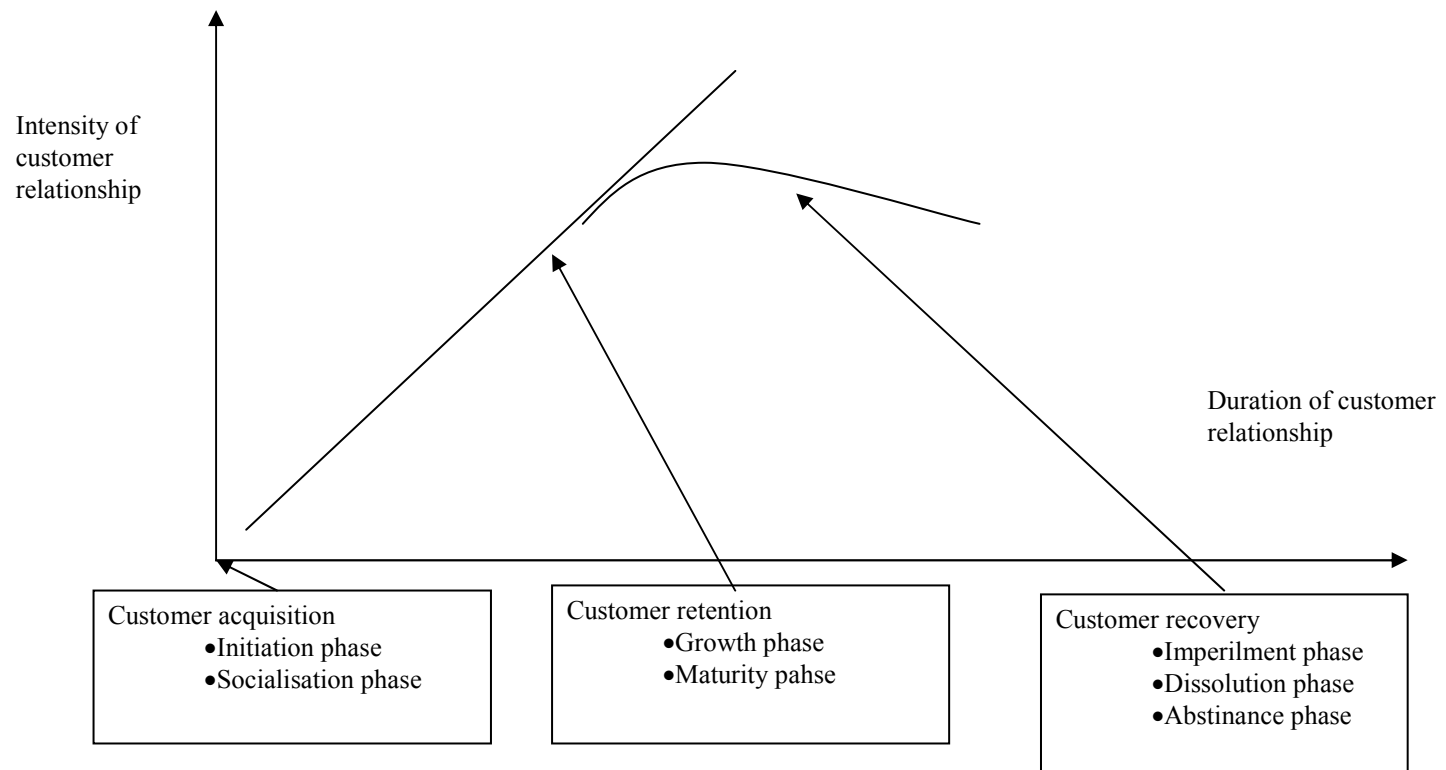 Intensity of
customer
relationship
Duration of customer
relationship
Customer acquisition
•Initiation phase
•Socialisation phase
Customer retention
•Growth phase
•Maturity pahse
Customer recovery
•Imperilment phase
•Dissolution phase
•Abstinance phase